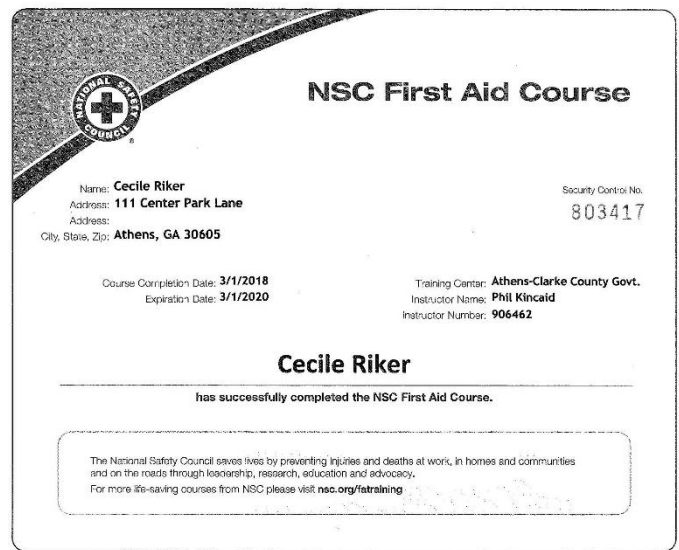 NATIONAL SAFETY COUNCIL
®
NSC First Aid Course
Name: Cecile Riker
Address: 111 Center Park Lane
Address:
City, State, Zip: Athens, GA 30605
Security Control No.
803417
Course Completion Date: 3/1/2018
Expiration Date: 3/1/2020
Training Center: Athens-Clarke County Govt.
Instructor Name: Phil Kincaid
Instructor Number: 906462
Cecile Riker
has successfully completed the NSC First Aid Course.
The National Safety Council saves lives by preventing injuries and deaths at work, in homes and communities
and on the roads through leadership, research, education and advocacy.
For more life-saving courses from NSC please visit nsc.org/fatraining